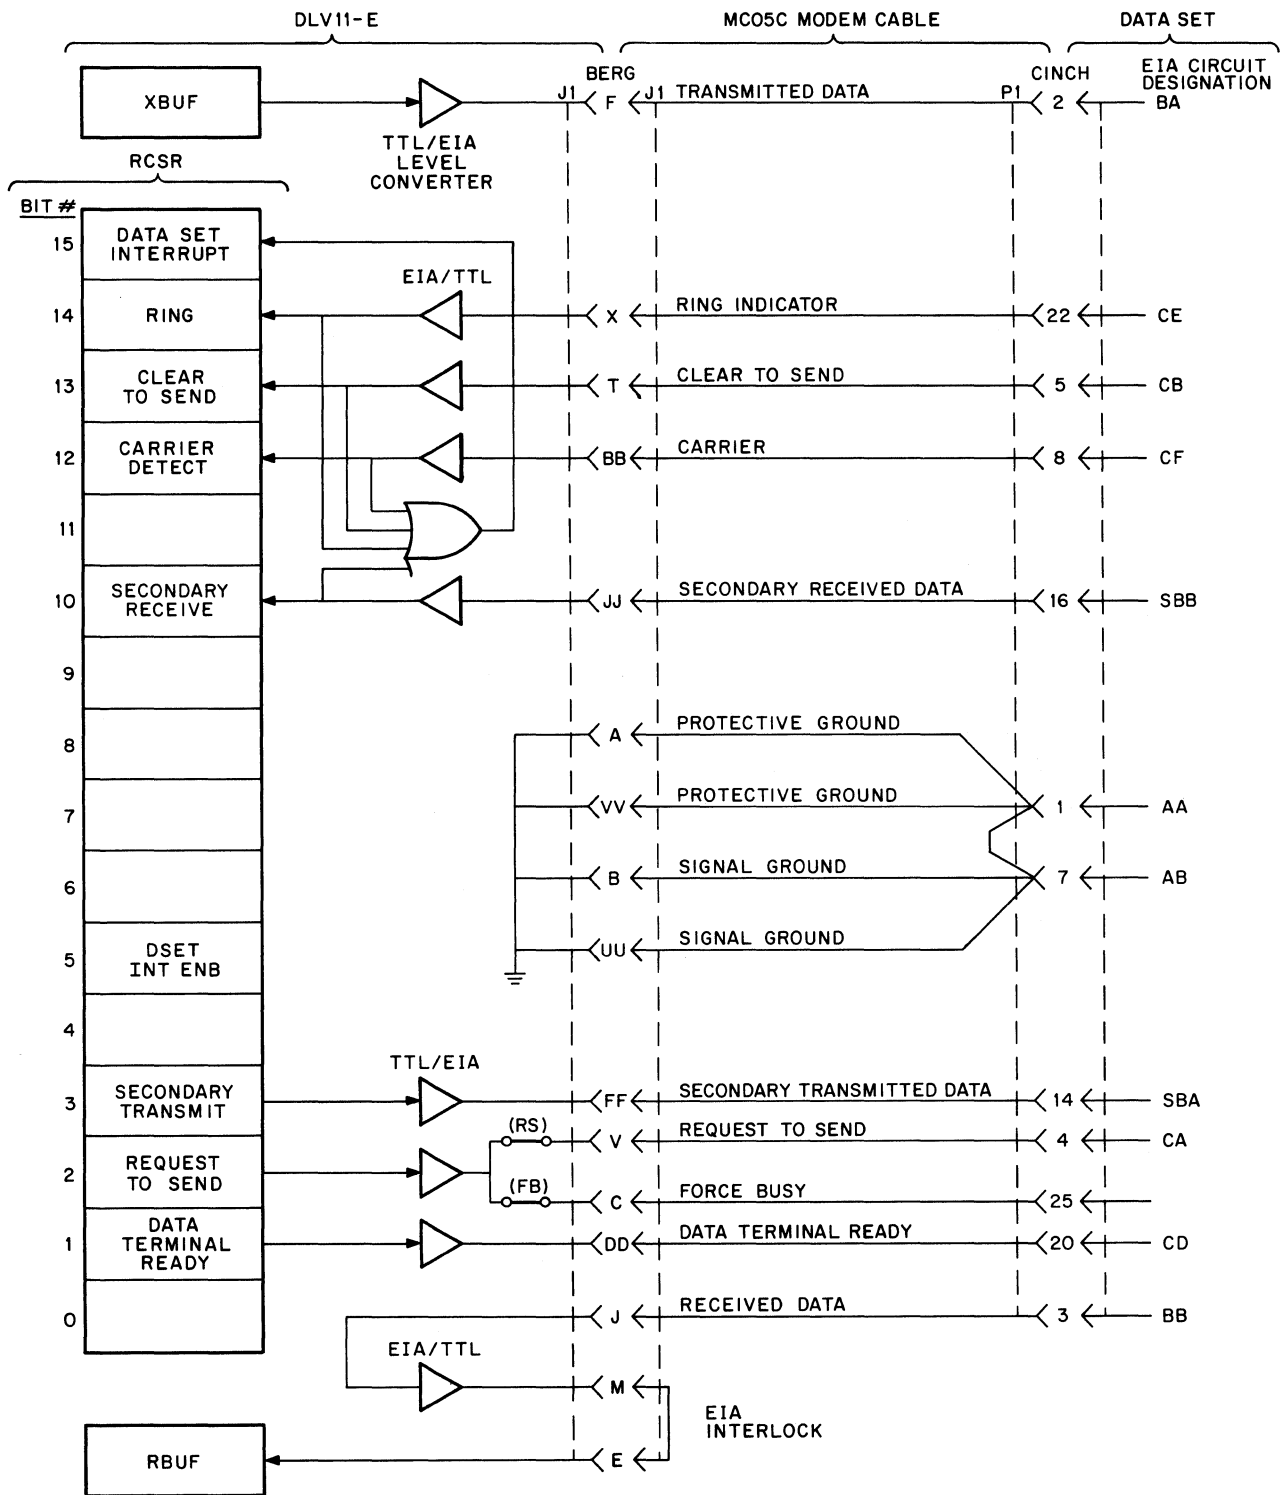 DLV11-E
MC05C MODEM CABLE
DATA SET
BERG
CINCH
EIA CIRCUIT
DESIGNATION
XBUF
J1
F
J1
TRANSMITTED DATA
P1
2
BA
TTL/EIA
LEVEL
CONVERTER
RCSR
BIT #
15
DATA SET
INTERRUPT
EIA/TTL
14
RING
X
RING INDICATOR
22
CE
13
CLEAR
TO SEND
T
CLEAR TO SEND
5
CB
12
CARRIER
DETECT
BB
CARRIER
8
CF
11
10
SECONDARY
RECEIVE
JJ
SECONDARY RECEIVED DATA
16
SBB
9
8
A
PROTECTIVE GROUND
7
VV
PROTECTIVE GROUND
1
AA
6
B
SIGNAL GROUND
7
AB
5
DSET
INT ENB
UU
SIGNAL GROUND
4
TTL/EIA
3
SECONDARY
TRANSMIT
FF
SECONDARY TRANSMITTED DATA
14
SBA
(RS)
V
REQUEST TO SEND
4
CA
2
REQUEST
TO SEND
(FB)
C
FORCE BUSY
25
1
DATA
TERMINAL
READY
DD
DATA TERMINAL READY
20
CD
0
J
RECEIVED DATA
3
BB
EIA/TTL
M
EIA
INTERLOCK
RBUF
E